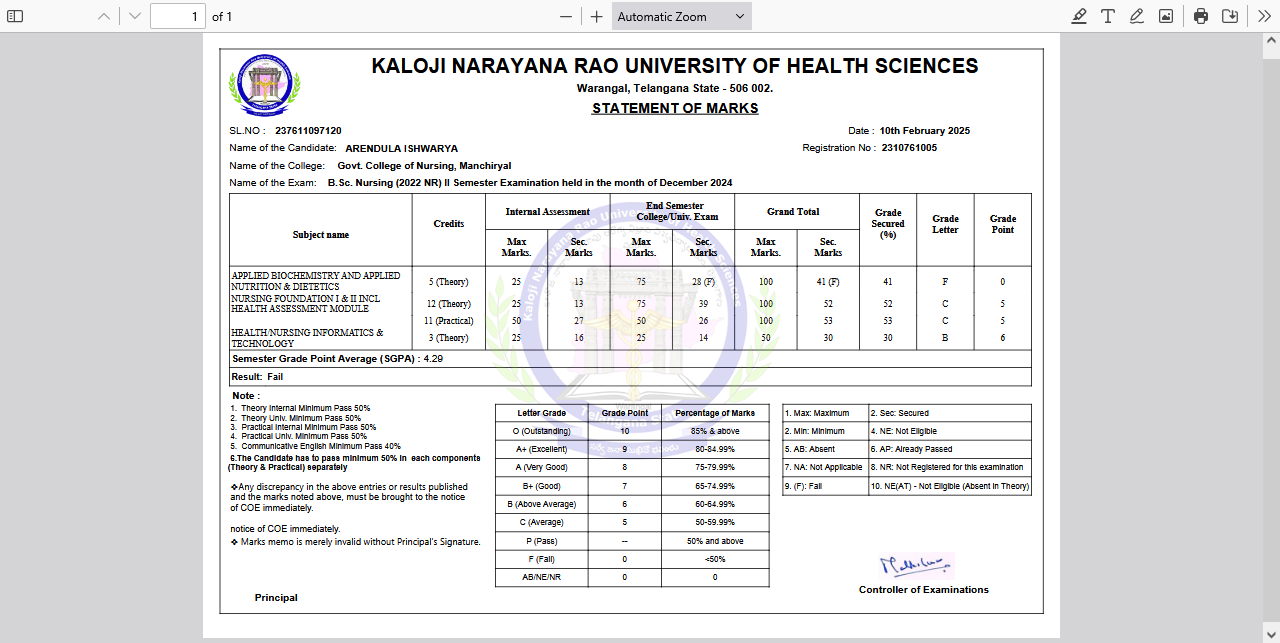 1 of 1 Automatic Zoom
KALOJI NARAYANA RAO UNIVERSITY OF HEALTH SCIENCES
Warangal, Telangana State - 506 002.
STATEMENT OF MARKS
SL.NO : 237611097120 Date : 10th February 2025
Name of the Candidate: ARENDULA ISHWARYA Registration No : 2310761005
Name of the College: Govt. College of Nursing, Manchiryal
Name of the Exam: B.Sc. Nursing (2022 NR) II Semester Examination held in the month of December 2024
Subject name Credits Internal Assessment End Semester College/Univ. Exam Grand Total Grade Secured (%) Grade Letter Grade Point
Max Marks. Sec. Marks Max Marks. Sec. Marks Max Marks. Sec. Marks
APPLIED BIOCHEMISTRY AND APPLIED
NUTRITION & DIETETICS 5 (Theory) 25 13 75 28 (F) 100 41 (F) 41 F 0
NURSING FOUNDATION I & II INCL
HEALTH ASSESSMENT MODULE 12 (Theory) 25 13 75 39 100 52 52 C 5
11 (Practical) 50 27 50 26 100 53 53 C 5
HEALTH/NURSING INFORMATICS &
TECHNOLOGY 3 (Theory) 25 16 25 14 50 30 30 B 6
Semester Grade Point Average (SGPA) : 4.29
Result: Fail
Note :
1. Theory Internal Minimum Pass 50%
2. Theory Univ. Minimum Pass 50%
3. Practical Internal Minimum Pass 50%
4. Practical Univ. Minimum Pass 50%
5. Communicative English Minimum Pass 40%
6.The Candidate has to pass minimum 50% in each components
(Theory & Practical) separately
❖Any discrepancy in the above entries or results published
and the marks noted above, must be brought to the notice
of COE immediately.
notice of COE immediately.
❖ Marks memo is merely invalid without Principal's Signature.
Letter Grade Grade Point Percentage of Marks
O (Outstanding) 10 85% & above
A+ (Excellent) 9 80-84.99%
A (Very Good) 8 75-79.99%
B+ (Good) 7 65-74.99%
B (Above Average) 6 60-64.99%
C (Average) 5 50-59.99%
P (Pass) -- 50% and above
F (Fail) 0 <50%
AB/NE/NR 0 0
1. Max: Maximum 2. Sec: Secured
2. Min: Minimum 4. NE: Not Eligible
5. AB: Absent 6. AP: Already Passed
7. NA: Not Applicable 8. NR: Not Registered for this examination
9. (F): Fail 10. NE(AT) - Not Eligible (Absent in Theory)
Principal
Controller of Examinations